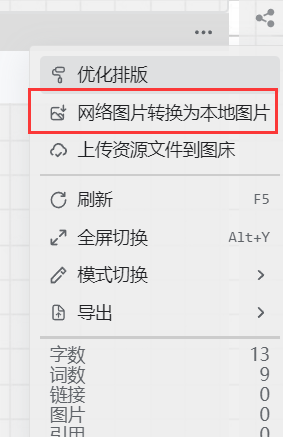 优化排版
网络图片转换为本地图片
上传资源文件到图床
刷新 F5
全屏切换 Alt+Y
模式切换
导出
字数 13
词数 9
链接 0
图片 0
引用 0